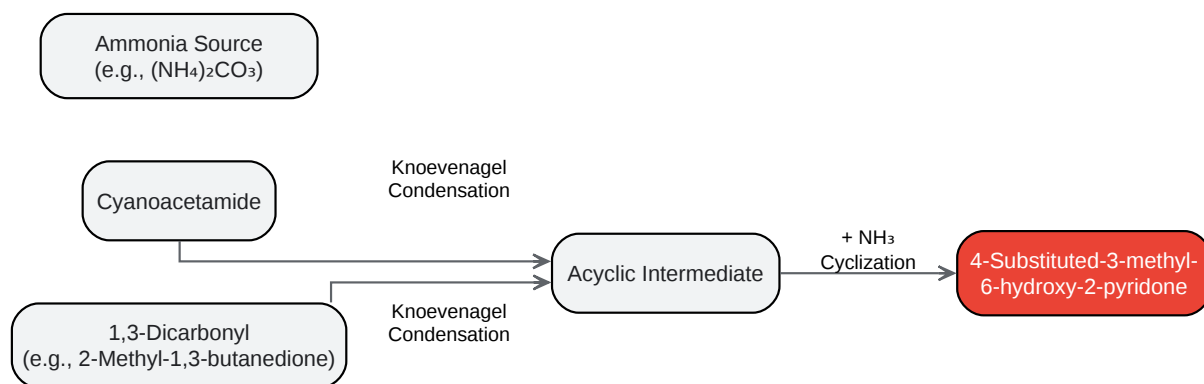 Ammonia Source
(e.g., (NH₄)₂CO₃)
Knoevenagel
Condensation
Cyanoacetamide
+ NH₃
Cyclization
Acyclic Intermediate
4-Substituted-3-methyl-
6-hydroxy-2-pyridone
Knoevenagel
Condensation
1,3-Dicarbonyl
(e.g., 2-Methyl-1,3-butanedione)